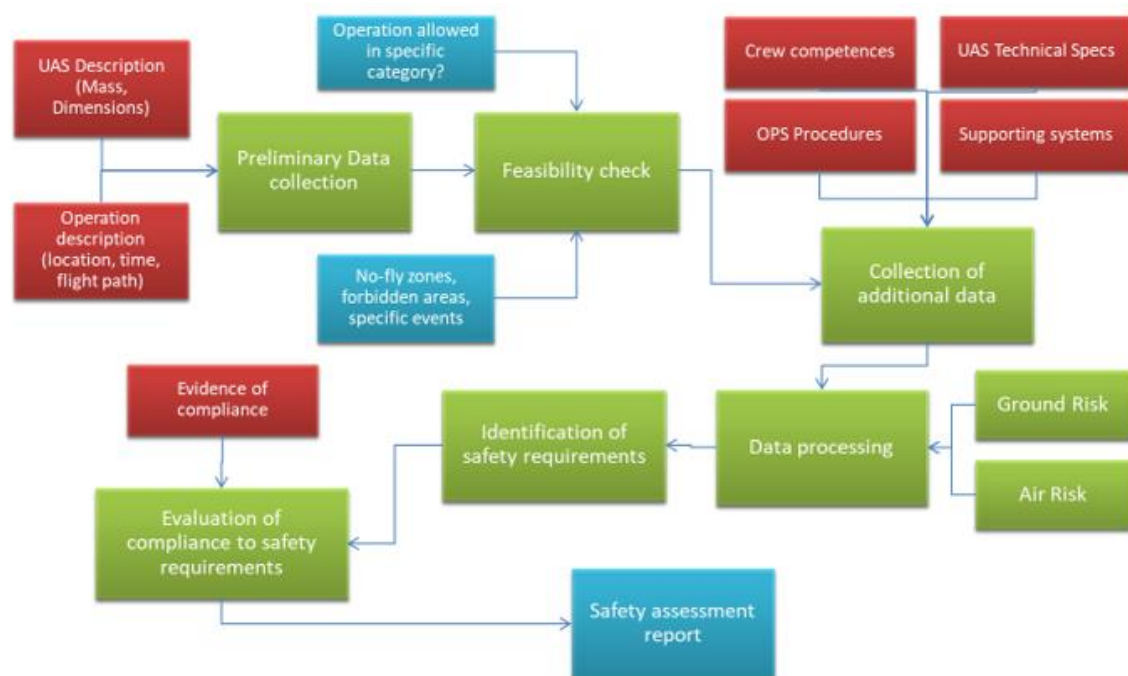 UAS Description
(Mass,
Dimensions)
Operation allowed
in specific
category?
Crew competences
UAS Technical Specs
OPS Procedures
Supporting systems
Preliminary Data
collection
Feasibility check
Operation
description
(location, time,
flight path)
No-fly zones,
forbidden areas,
specific events
Collection of
additional data
Evidence of
compliance
Identification of
safety requirements
Data processing
Ground Risk
Air Risk
Evaluation of
compliance to safety
requirements
Safety assessment
report